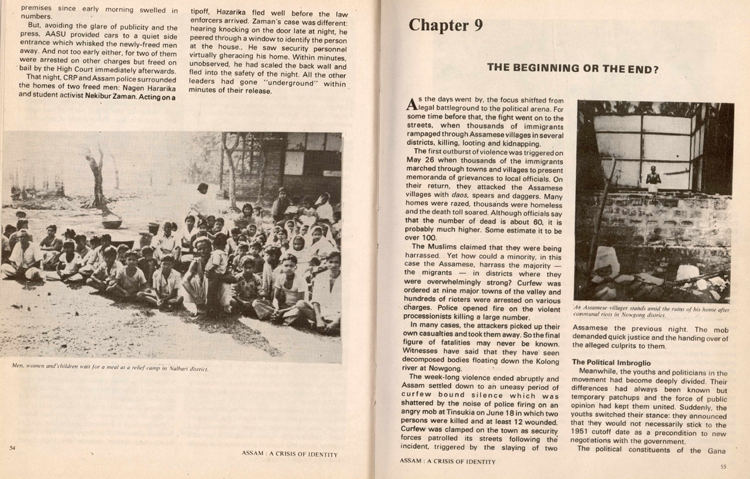 premises since early morning swelled in
numbers.
But, avoiding the glare of publicity and the
press, AASU provided cars to a quiet side
entrance which whisked the newly-freed men
away. And not too early either, for two of them
were arrested on other charges but freed on
bail by the High Court immediately afterwards.
That night, CRP and Assam police surrounded
the homes of two freed men: Nagen Hararika
and student activist Nekibur Zaman. Acting on a
tipoff, Hazarika fled well before the law
enforcers arrived. Zaman's case was different:
hearing knocking on the door late at night, he
peered through a window to identify the person
at the house., He saw security personnel
virtually gheraoing his home. Within minutes,
unobserved, he had scaled the back wall and
fled into the safety of the night. All the other
leaders had gone "underground" within
minutes of their release.
Men, women and children wait for a meal at a relief camp in Nalbari district.
54
ASSAM : A CRISIS OF IDENTITY
Chapter 9
THE BEGINNING OR THE END?
As the days went by, the focus shiftted from
legal battleground to the political arena. For
some time before that, the fight went on to the
streets, when thousands of immigrants
rampaged through Assamese villages in several
districts, killing, looting and kidnapping.
The first outburst of violence was triggered on
May 26 when thousands of the immigrants
marched through towns and villages to present
memoranda of grievances to local officials. On
their return, they attacked the Assamese
villages with daos, spears and daggers. Many
homes were razed, thousands were homeless
and the death toll soared. Although officials say
that the number of dead is about 60, it is
probably much higher. Some estimate it to be
over 100.
The Muslims claimed that they were being
harrassed. Yet how could a minority, in this
case the Assamese, harrass the majority —
the migrants — in districts where they
were overwhelmingly strong? Curfew was
ordered at nine major towns of the valley and
hundreds of rioters were arrested on various
charges. Police opened fire on the violent
processionists killing a large number.
In many cases, the attackers picked up their
own casualties and took them away. So the final
figure of fatalities may never be known.
Witnesses have said that they have seen
decomposed bodies floating down the Kolong
river at Nowgong.
The week-long violence ended abruptly and
Assam settled down to an uneasy period of
curfew bound silence which was
shattered by the noise of police firing on an
angry mob at Tinsukia on June 18 in which two
persons were killed and at least 12 wounded.
Curfew was clamped on the town as security
forces patrolled its streets following the
incident, triggered by the slaying of two
ASSAM : A CRISIS OF IDENTITY
An Assamese villager stands amid the ruins of his home after
communal riots in Nowgong district.
Assamese the previous night. The mob
demanded quick justice and the handing over of
the alleged culprits to them.
The Political Imbroglio
Meanwhile, the youths and politicians in the
movement had become deeply divided. Their
differences had always been known but
temporary patchups and the force of public
opinion had kept them united. Suddenly, the
youths switched their stance: they announced
that they would not necessarily stick to the
1951 cutoff date as a precondition to new
negotiations with the government.
The political constituents of the Gana
55